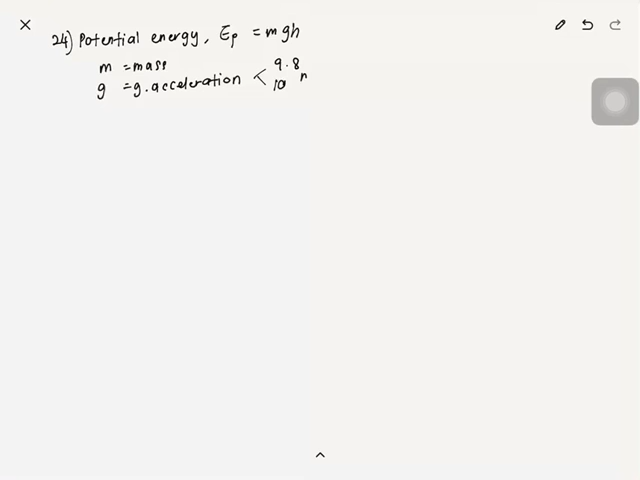 24) Potential energy, Ep = mgh
m = mass
g = g. acceleration < 9.8
10